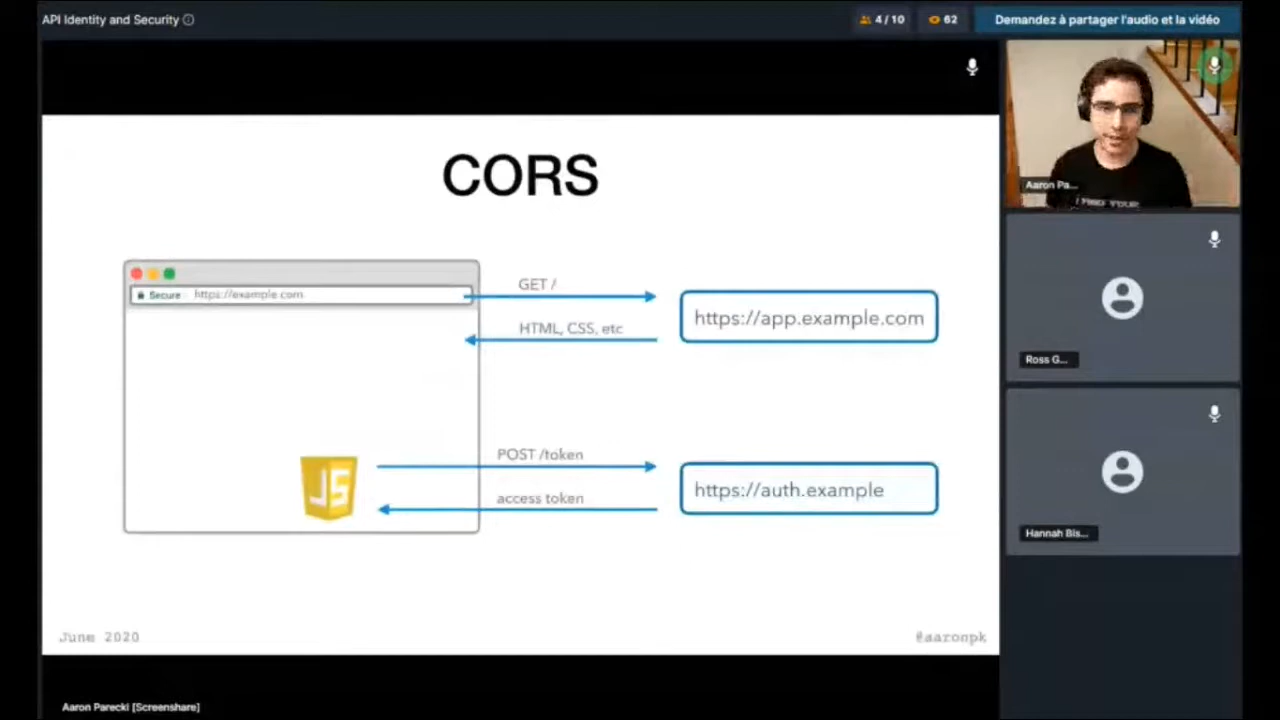 API Identity and Security
4 / 10
62
Demandez à partager l'audio et la vidéo
CORS
Secure
https://example.com
GET /
HTML, CSS, etc
https://app.example.com
JS
POST /token
access token
https://auth.example
June 2020
@aaronpk
Aaron Parecki [Screenshare]
Aaron Pa...
Ross G...
Hannah Bis...